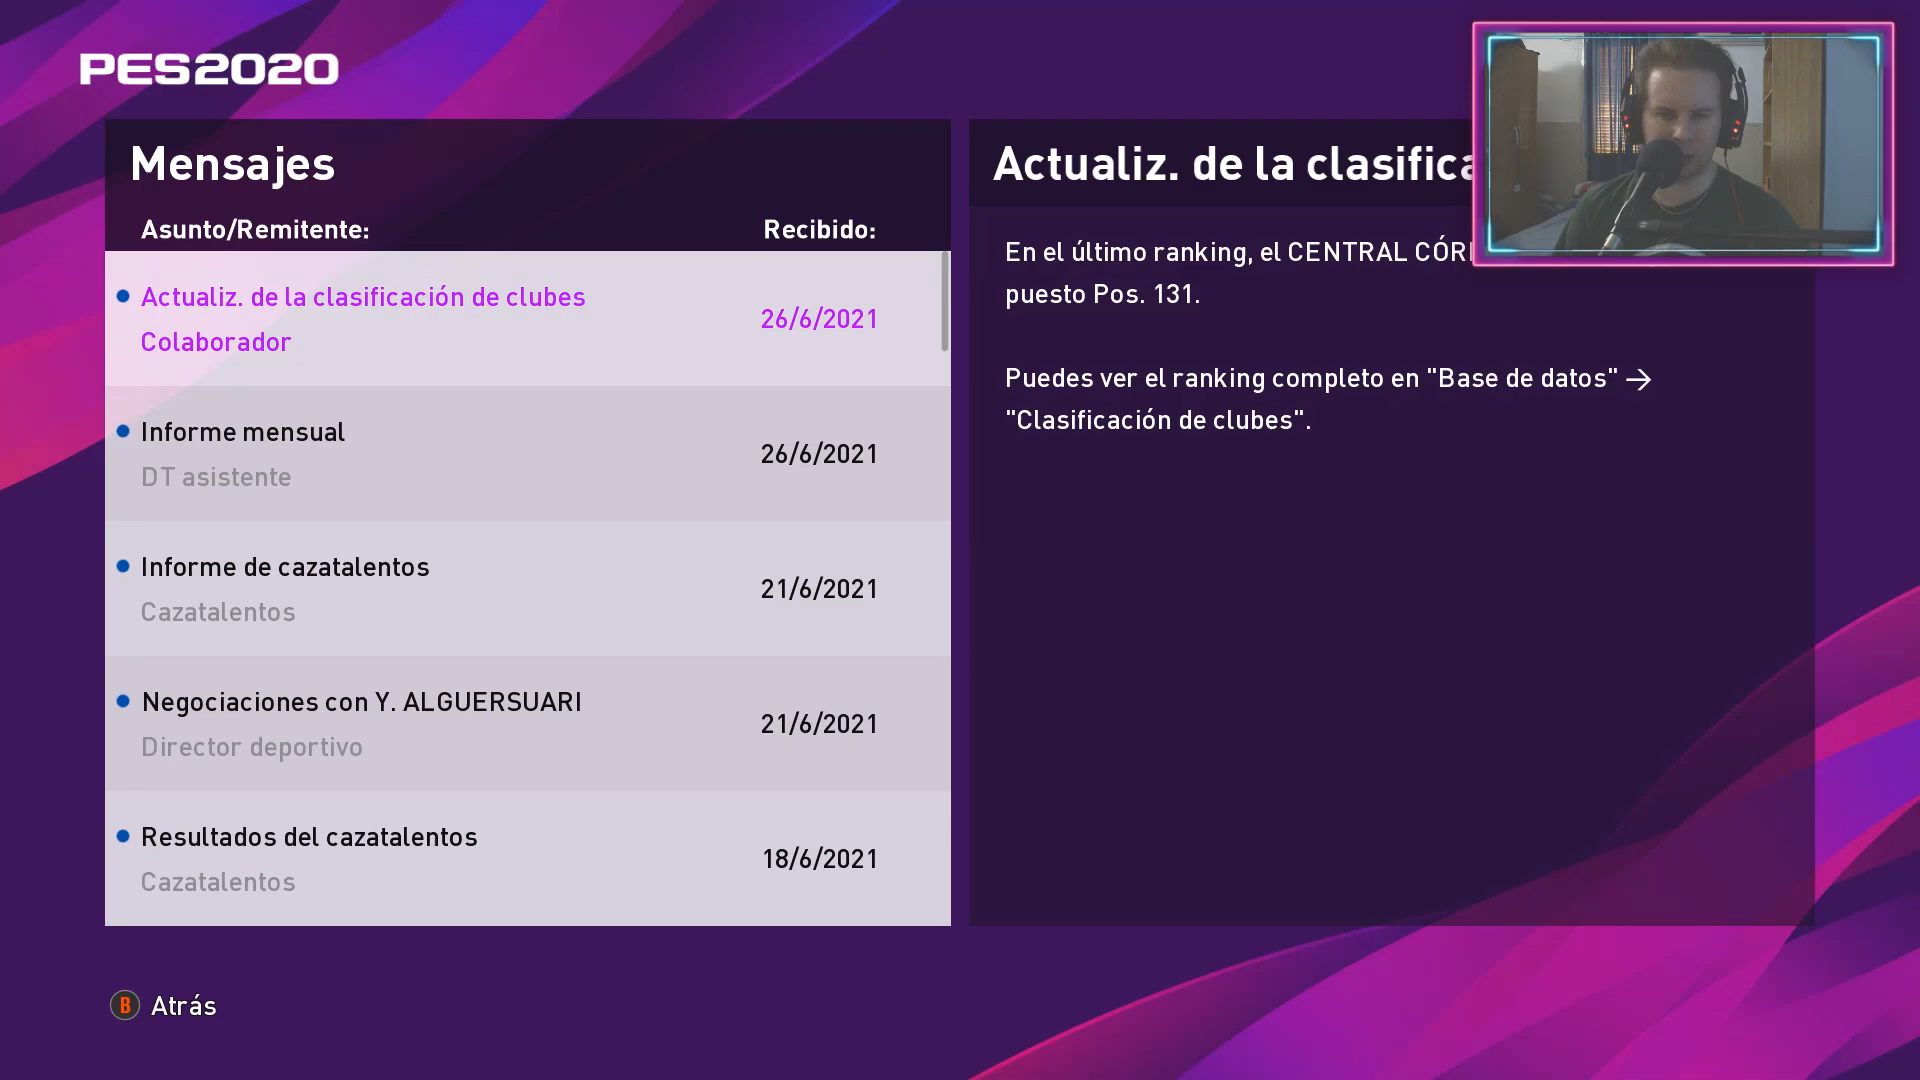 PES2020
Mensajes
Asunto/Remitente: Recibido:
Actualiz. de la clasificación de clubes
Colaborador
26/6/2021
Informe mensual
DT asistente
26/6/2021
Informe de cazatalentos
Cazatalentos
21/6/2021
Negociaciones con Y. ALGUERSUARI
Director deportivo
21/6/2021
Resultados del cazatalentos
Cazatalentos
18/6/2021
Actualiz. de la
En el último ranking, el CENTRAL
puesto Pos. 131.
Puedes ver el ranking completo en "Base de datos" →
"Clasificación de clubes".
B Atrás